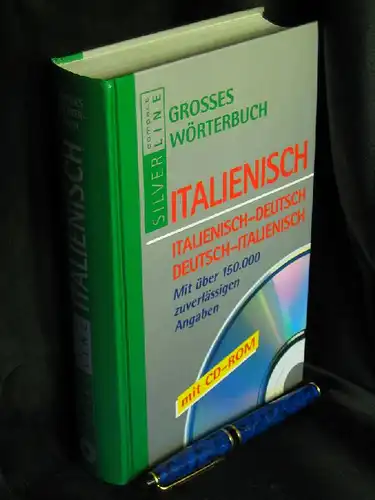 compact
SILVER LINE
GROSSES
WÖRTERBUCH
ITALIENISCH
ITALIENISCH–DEUTSCH
DEUTSCH–ITALIENISCH
Mit über 150.000
zuverlässigen
Angaben
mit CD-ROM
ITALIENISCH